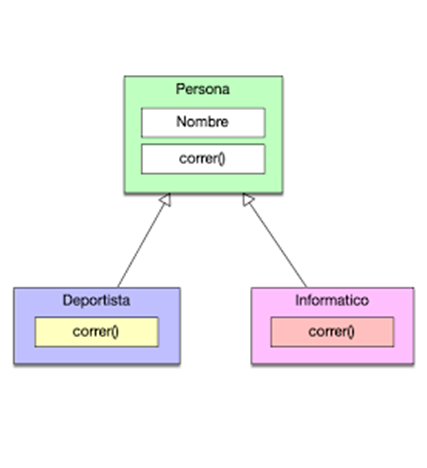 Persona
Nombre
correr()
Deportista
correr()
Informatico
correr()